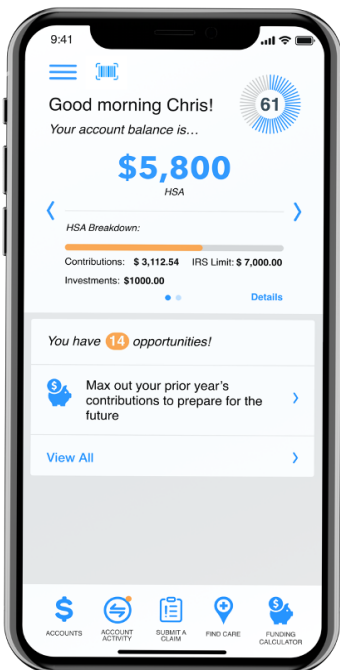 9:41
Good morning Chris!
61
Your account balance is...
$5,800
HSA
HSA Breakdown:
Contributions: $ 3,112.54 IRS Limit: $ 7,000.00
Investments: $1000.00
Details
You have 14 opportunities!
Max out your prior year's
contributions to prepare for the
future
View All
ACCOUNTS
ACCOUNT
ACTIVITY
SUBMIT A
CLAIM
FIND CARE
FUNDING
CALCULATOR